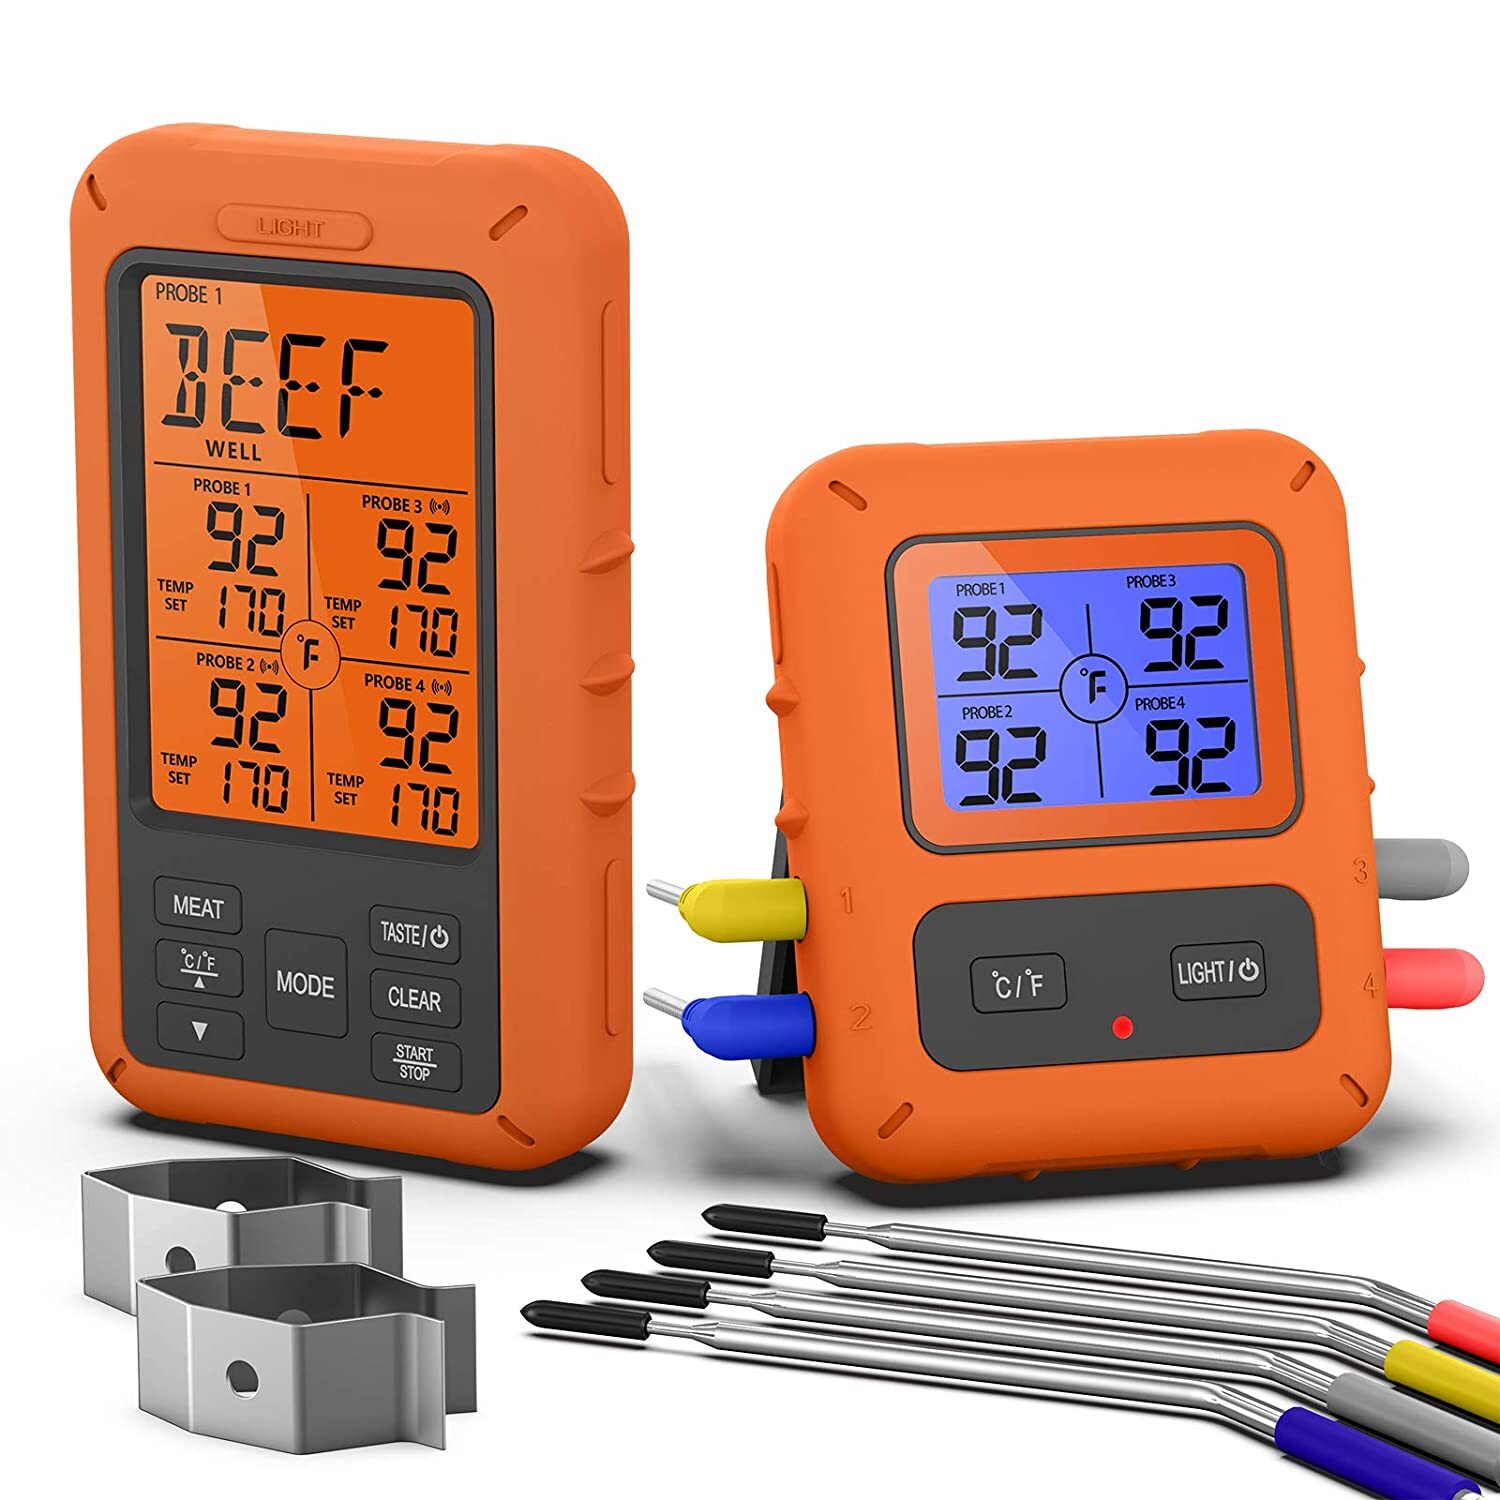 LIGHT
PROBE 1
BEEF
WELL
PROBE 1
92
TEMP SET 170
PROBE 3
92
TEMP SET 170
°F
PROBE 2
92
TEMP SET 170
PROBE 4
92
TEMP SET 170
MEAT
°C/°F
MODE
TASTE/
CLEAR
START
STOP
PROBE 1
92
PROBE 3
92
°F
PROBE 2
92
PROBE 4
92
1
2
3
4
°C/°F
LIGHT/